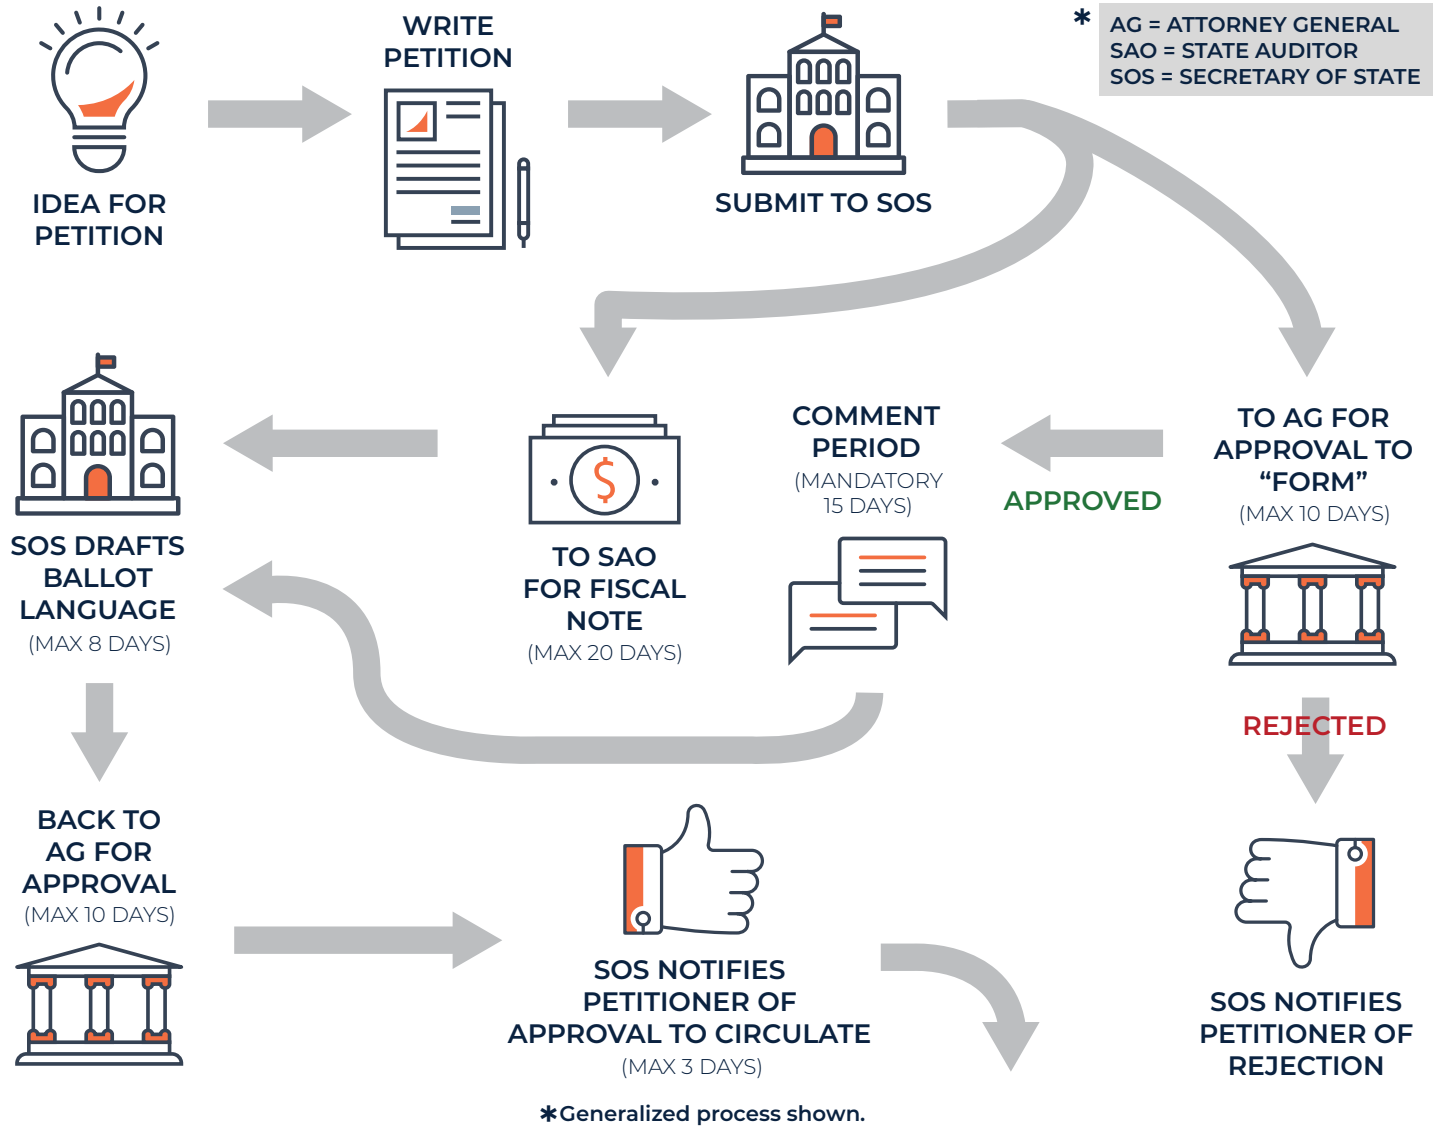 IDEA FOR
PETITION
WRITE
PETITION
SUBMIT TO SOS
* AG = ATTORNEY GENERAL
SAO = STATE AUDITOR
SOS = SECRETARY OF STATE
TO AG FOR
APPROVAL TO
“FORM”
(MAX 10 DAYS)
APPROVED
COMMENT
PERIOD
(MANDATORY
15 DAYS)
TO SAO
FOR FISCAL
NOTE
(MAX 20 DAYS)
$
SOS DRAFTS
BALLOT
LANGUAGE
(MAX 8 DAYS)
REJECTED
BACK TO
AG FOR
APPROVAL
(MAX 10 DAYS)
SOS NOTIFIES
PETITIONER OF
APPROVAL TO CIRCULATE
(MAX 3 DAYS)
SOS NOTIFIES
PETITIONER OF
REJECTION
*Generalized process shown.